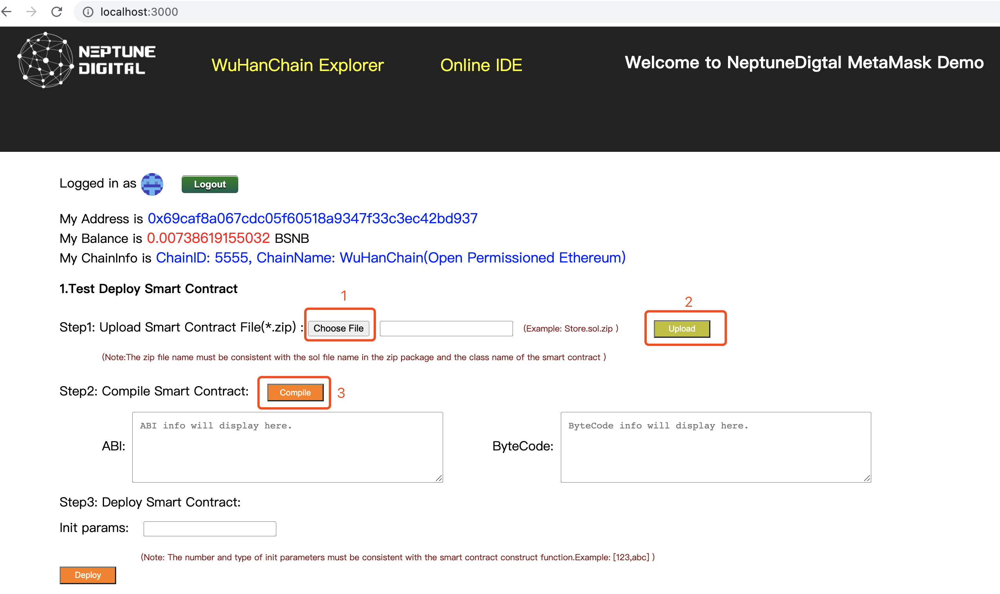 localhost:3000
NEPTUNE
DIGITAL
WuHanChain Explorer
Online IDE
Welcome to NeptuneDigtal MetaMask Demo
Logged in as
Logout
My Address is 0x69caf8a067cdc05f60518a9347f33c3ec42bd937
My Balance is 0.00738619155032 BSNB
My ChainInfo is ChainID: 5555, ChainName: WuHanChain(Open Permissioned Ethereum)
1.Test Deploy Smart Contract
1
2
Step1: Upload Smart Contract File(*.zip) : Choose File (Example: Store.sol.zip ) Upload
(Note:The zip file name must be consistent with the sol file name in the zip package and the class name of the smart contract )
Step2: Compile Smart Contract: Compile 3
ABI info will display here.
ByteCode info will display here.
ABI:
ByteCode:
Step3: Deploy Smart Contract:
Init params:
(Note: The number and type of init parameters must be consistent with the smart contract construct function.Example: [123,abc] )
Deploy